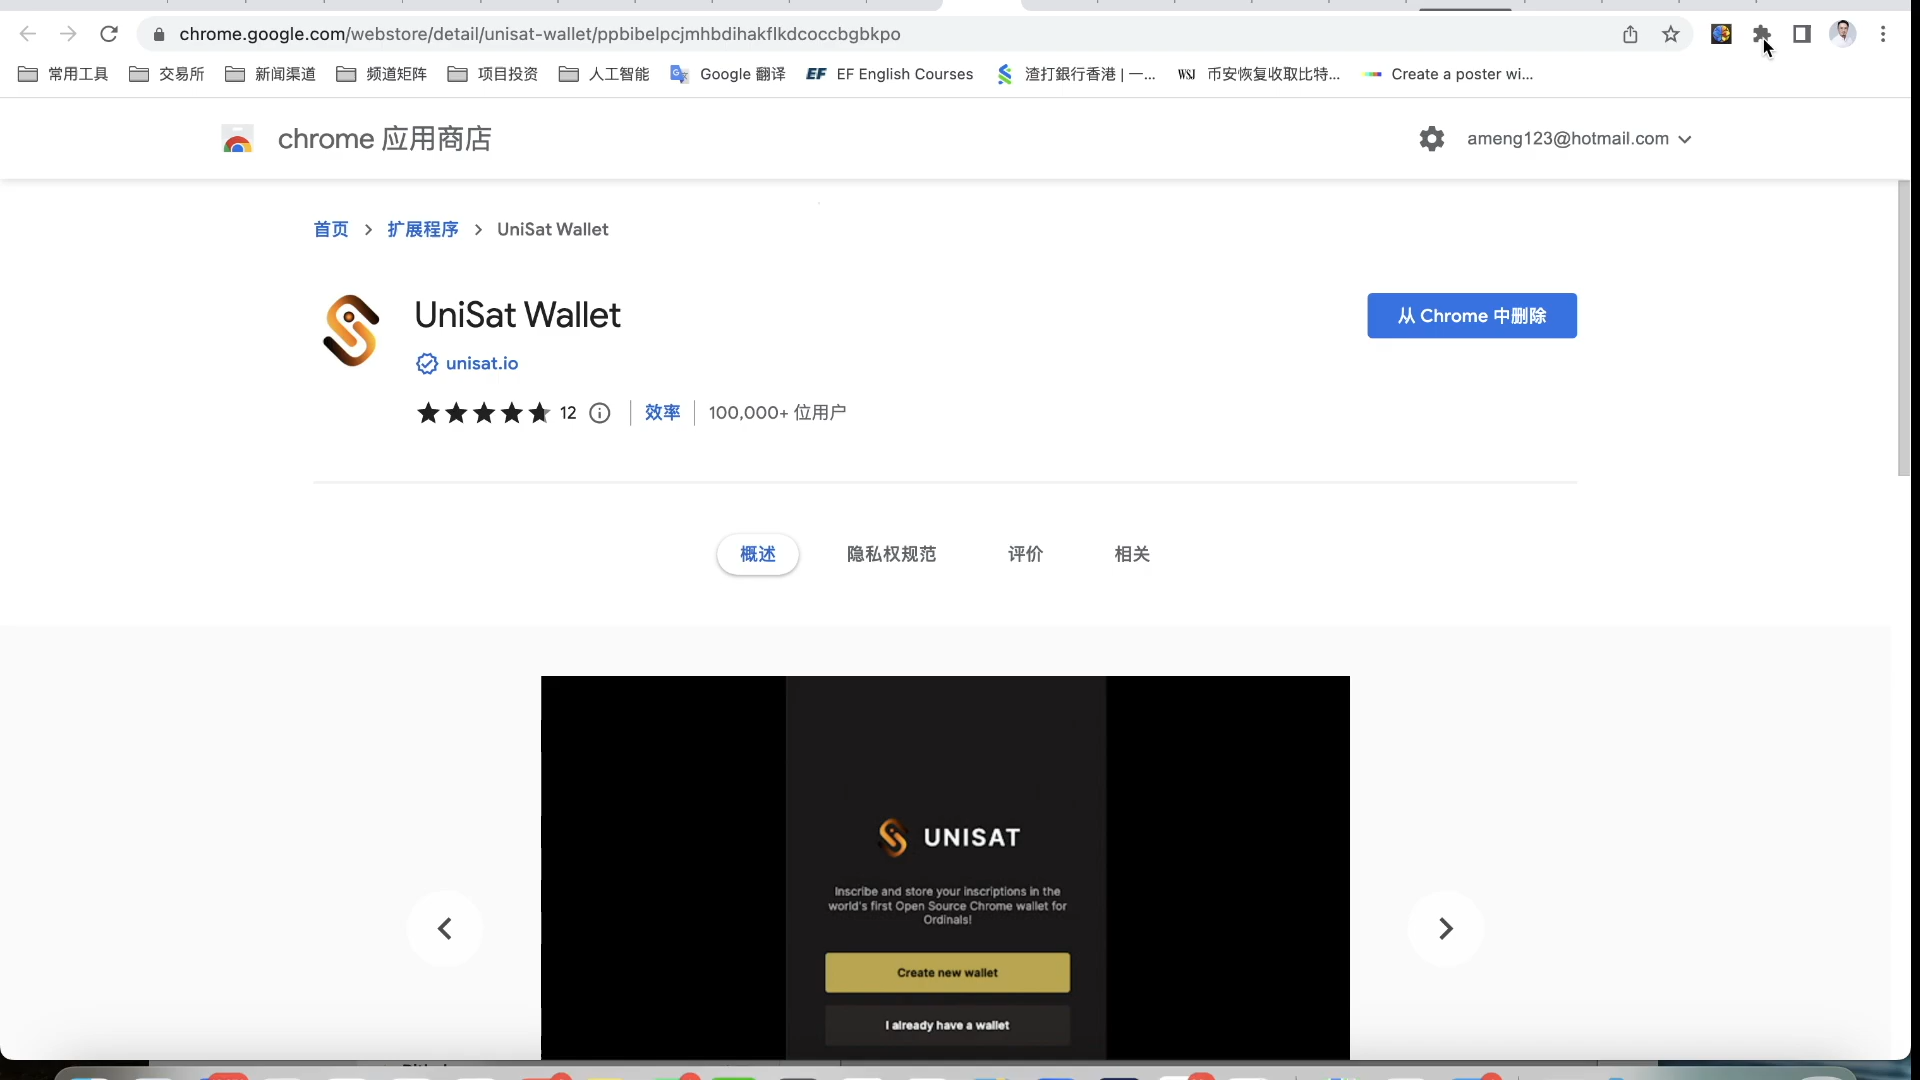 chrome.google.com/webstore/detail/unisat-wallet/ppbibelpcjmhbdihakflkdcoccbgbkpo
常用工具 交易所 新闻渠道 频道矩阵 项目投资 人工智能 Google 翻译 EF EF English Courses 渣打銀行香港 | 一... WSJ 币安恢复收取比特... Create a poster wi...
chrome 应用商店
ameng123@hotmail.com
首页 > 扩展程序 > UniSat Wallet
UniSat Wallet
从 Chrome 中删除
unisat.io
12 效率 100,000+ 位用户
概述 隐私权规范 评价 相关
UNISAT
Inscribe and store your inscriptions in the
world's first Open Source Chrome wallet for
Ordinals!
Create new wallet
I already have a wallet